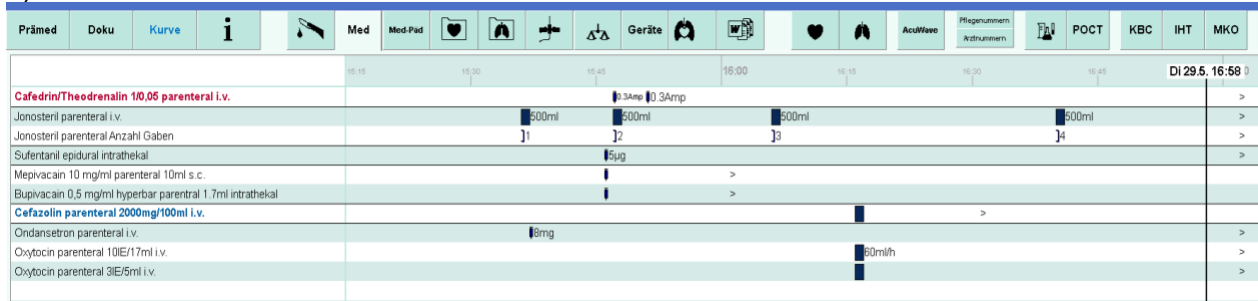 Prämed Doku Kurve i Med Med-Pad Geräte W AcuWave Pflegenummern Arztnummern POCT KBC IHT MKO
15:15 15:30 15:45 16:00 16:15 16:30 16:45 Di 29.5. 16:58
Cafedrin/Theodrenalin 1/0,05 parenteral i.v. 0.3Amp 0.3Amp >
Jonosteril parenteral i.v. 500ml 500ml 500ml 500ml >
Jonosteril parenteral Anzahl Gaben ]1 ]2 ]3 ]4 >
Sufentanil epidural intrathekal 5µg >
Mepivacain 10 mg/ml parenteral 10ml s.c. >
Bupivacain 0,5 mg/ml hyperbar parentral 1.7ml intrathekal >
Cefazolin parenteral 2000mg/100ml i.v. >
Ondansetron parenteral i.v. 8mg >
Oxytocin parenteral 10IE/17ml i.v. 60ml/h >
Oxytocin parenteral 3IE/5ml i.v. >